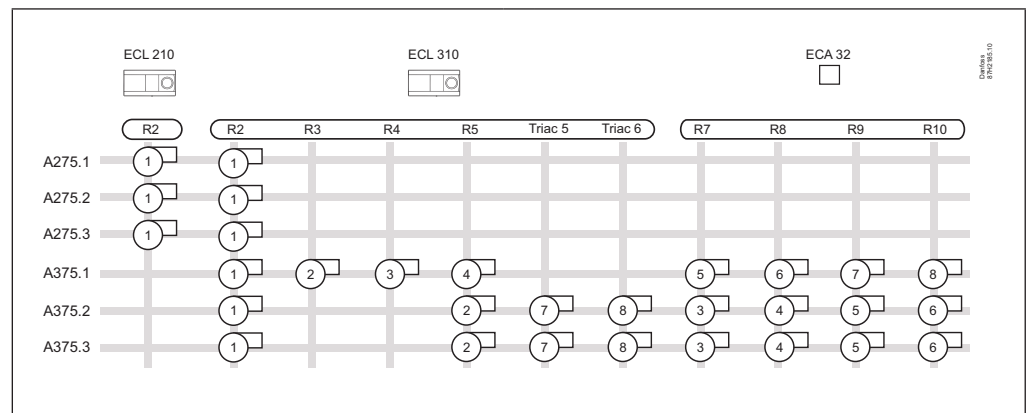 ECL 210 ECL 310 ECA 32
Danfoss
87H2185.10
R2 R2 R3 R4 R5 Triac 5 Triac 6 R7 R8 R9 R10
A275.1 1 1
A275.2 1 1
A275.3 1 1
A375.1 1 2 3 4 5 6 7 8
A375.2 1 2 7 8 3 4 5 6
A375.3 1 2 7 8 3 4 5 6